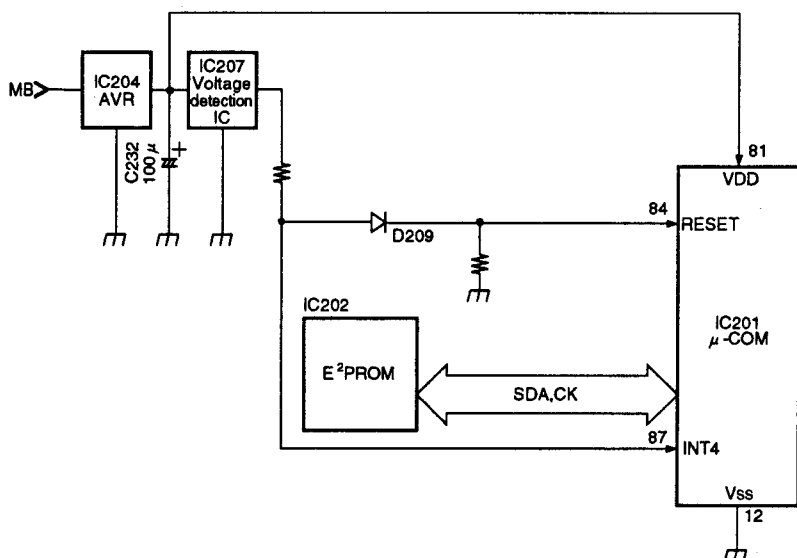 MB
IC204
AVR
IC207
Voltage
detection
IC
C232
100 μ
+
81
VDD
84
RESET
D209
IC202
E²PROM
SDA,CK
IC201
μ-COM
87
INT4
Vss
12